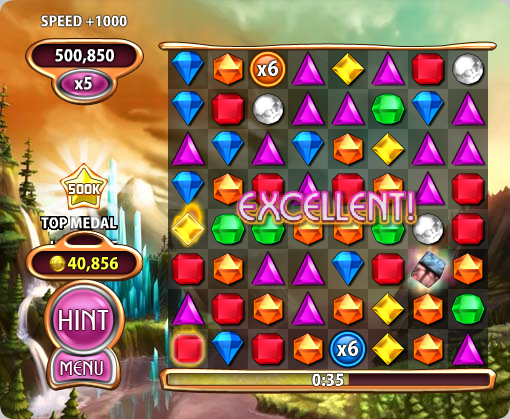 SPEED +1000
500,850
x5
x6
500K
EXCELLENT!
TOP MEDAL
40,856
HINT
MENU
x6
0:35